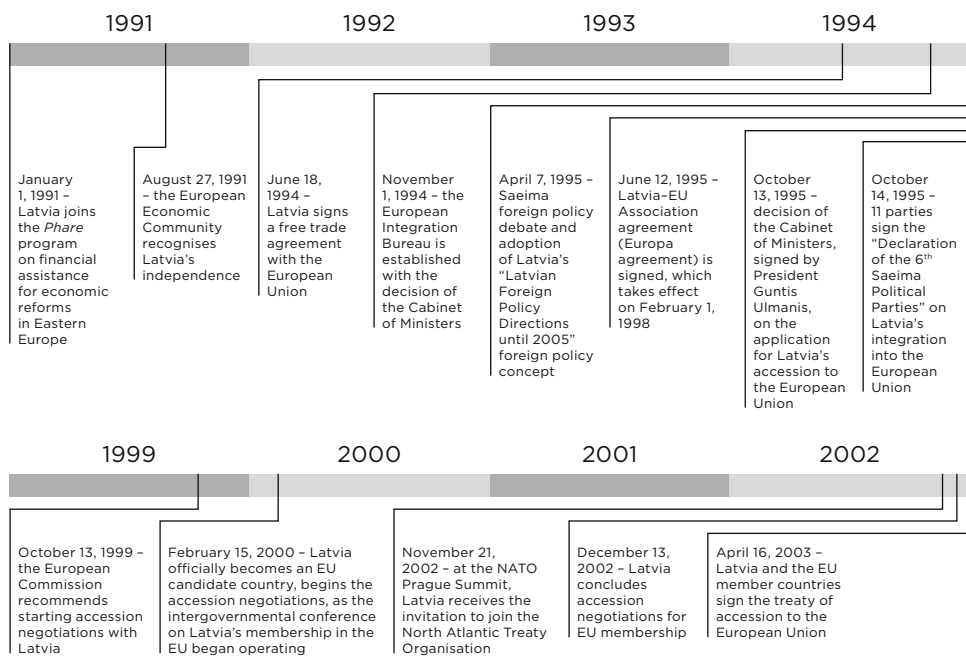 1991
1992
1993
1994
January
1, 1991 –
Latvia joins
the Phare
program
on financial
assistance
for economic
reforms
in Eastern
Europe
August 27, 1991
– the European
Economic
Community
recognises
Latvia's
independence
June 18,
1994 –
Latvia signs
a free trade
agreement
with the
European
Union
November
1, 1994 – the
European
Integration
Bureau is
established
with the
decision of
the Cabinet
of Ministers
April 7, 1995 –
Saeima
foreign policy
debate and
adoption
of Latvia's
“Latvian
Foreign
Policy
Directions
until 2005”
foreign policy
concept
June 12, 1995 –
Latvia–EU
Association
agreement
(Europa
agreement) is
signed, which
takes effect
on February 1,
1998
October
13, 1995 –
decision of
the Cabinet
of Ministers,
signed by
President
Guntis
Ulmanis,
on the
application
for Latvia's
accession to
the European
Union
October
14, 1995 –
11 parties
sign the
“Declaration
of the 6th
Saeima
Political
Parties” on
Latvia's
integration
into the
European
Union
1999
2000
2001
2002
October 13, 1999 –
the European
Commission
recommends
starting accession
negotiations with
Latvia
February 15, 2000 – Latvia
officially becomes an EU
candidate country, begins the
accession negotiations, as the
intergovernmental conference
on Latvia's membership in the
EU began operating
November 21,
2002 – at the NATO
Prague Summit,
Latvia receives the
invitation to join the
North Atlantic Treaty
Organisation
December 13,
2002 – Latvia
concludes
accession
negotiations for
EU membership
April 16, 2003 –
Latvia and the EU
member countries
sign the treaty of
accession to the
European Union